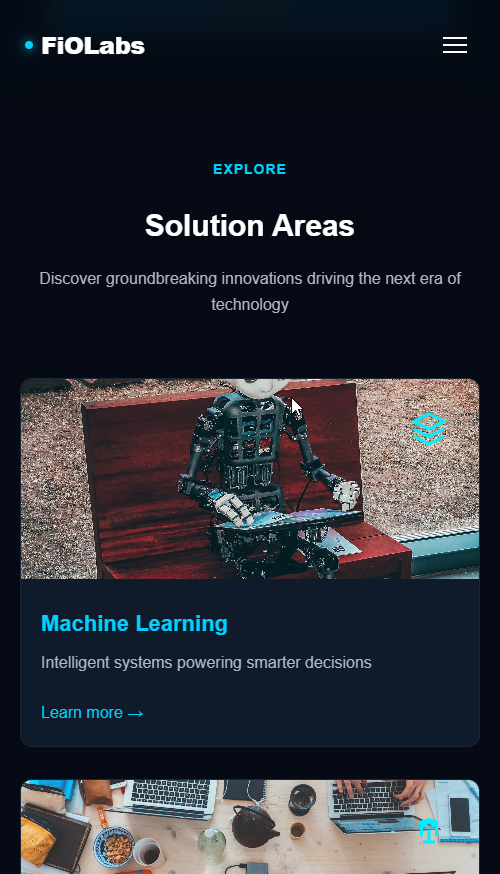 FiOLabs
EXPLORE
Solution Areas
Discover groundbreaking innovations driving the next era of
technology
Machine Learning
Intelligent systems powering smarter decisions
Learn more →